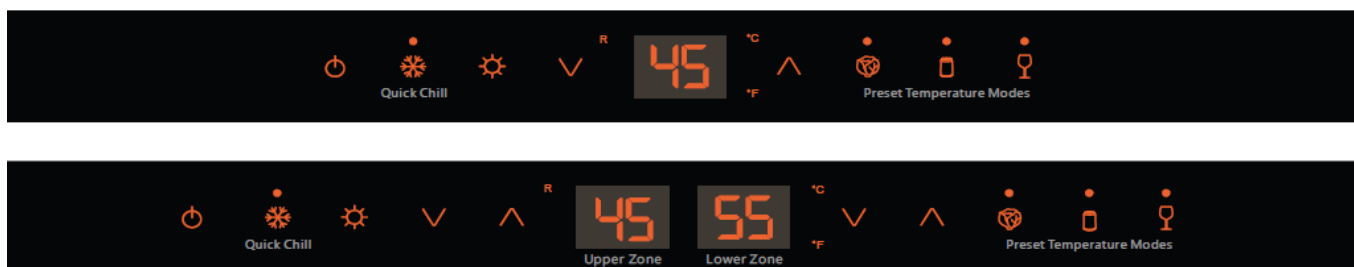 R 45 °C
°F
Quick Chill Preset Temperature Modes
R 45 55 °C
°F
Quick Chill Preset Temperature Modes
Upper Zone Lower Zone